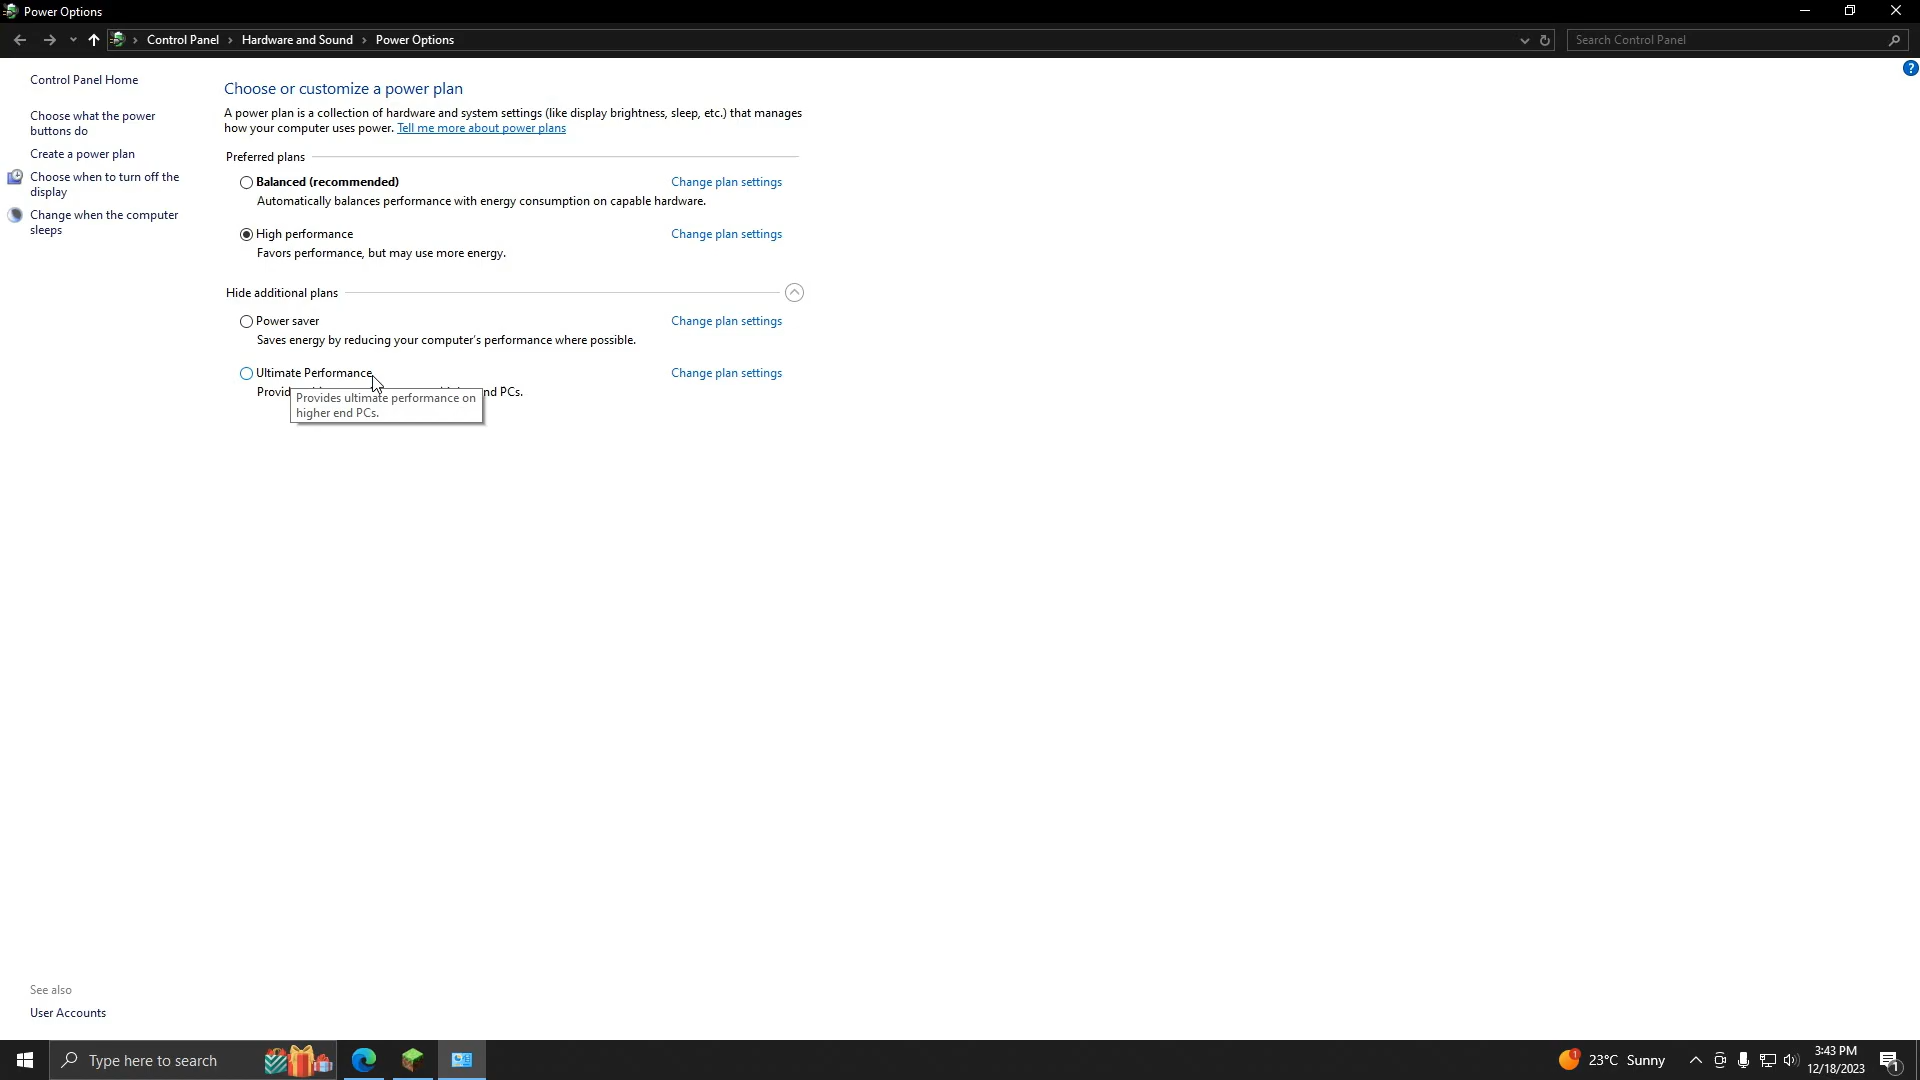 Power Options
Control Panel › Hardware and Sound › Power Options
Search Control Panel
?
Control Panel Home
Choose what the power
buttons do
Create a power plan
Choose when to turn off the
display
Change when the computer
sleeps
Choose or customize a power plan
A power plan is a collection of hardware and system settings (like display brightness, sleep, etc.) that manages
how your computer uses power. Tell me more about power plans
Preferred plans
Balanced (recommended) Change plan settings
Automatically balances performance with energy consumption on capable hardware.
High performance Change plan settings
Favors performance, but may use more energy.
Hide additional plans
Power saver Change plan settings
Saves energy by reducing your computer's performance where possible.
Ultimate Performance Change plan settings
nd PCs.
Provides ultimate performance on
higher end PCs.
See also
User Accounts
Type here to search
1
23°C Sunny
3:43 PM
12/18/2023
1